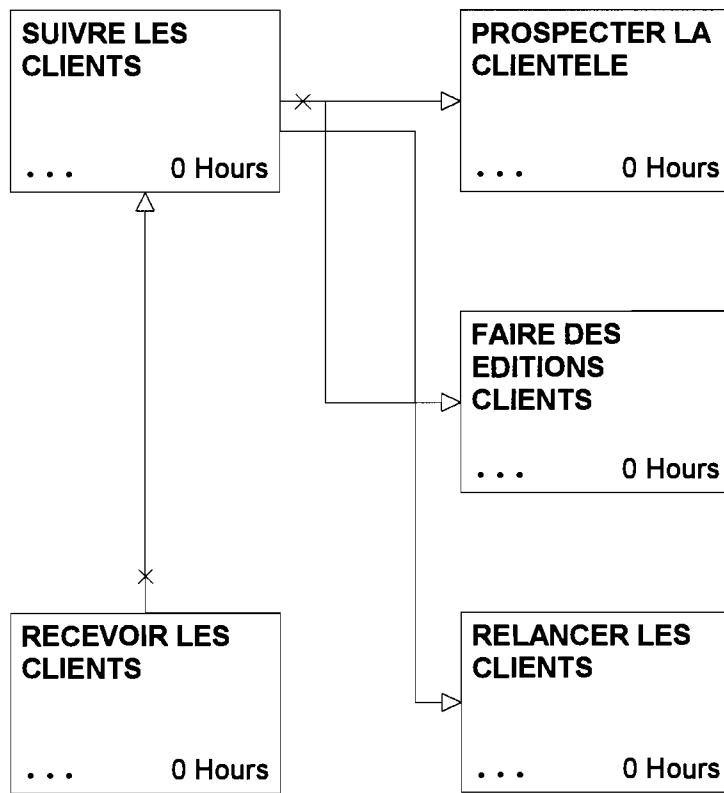 SUIVRE LES
CLIENTS
. . . 0 Hours
PROSPECTER LA
CLIENTELE
. . . 0 Hours
FAIRE DES
EDITIONS
CLIENTS
. . . 0 Hours
RECEVOIR LES
CLIENTS
. . . 0 Hours
RELANCER LES
CLIENTS
. . . 0 Hours